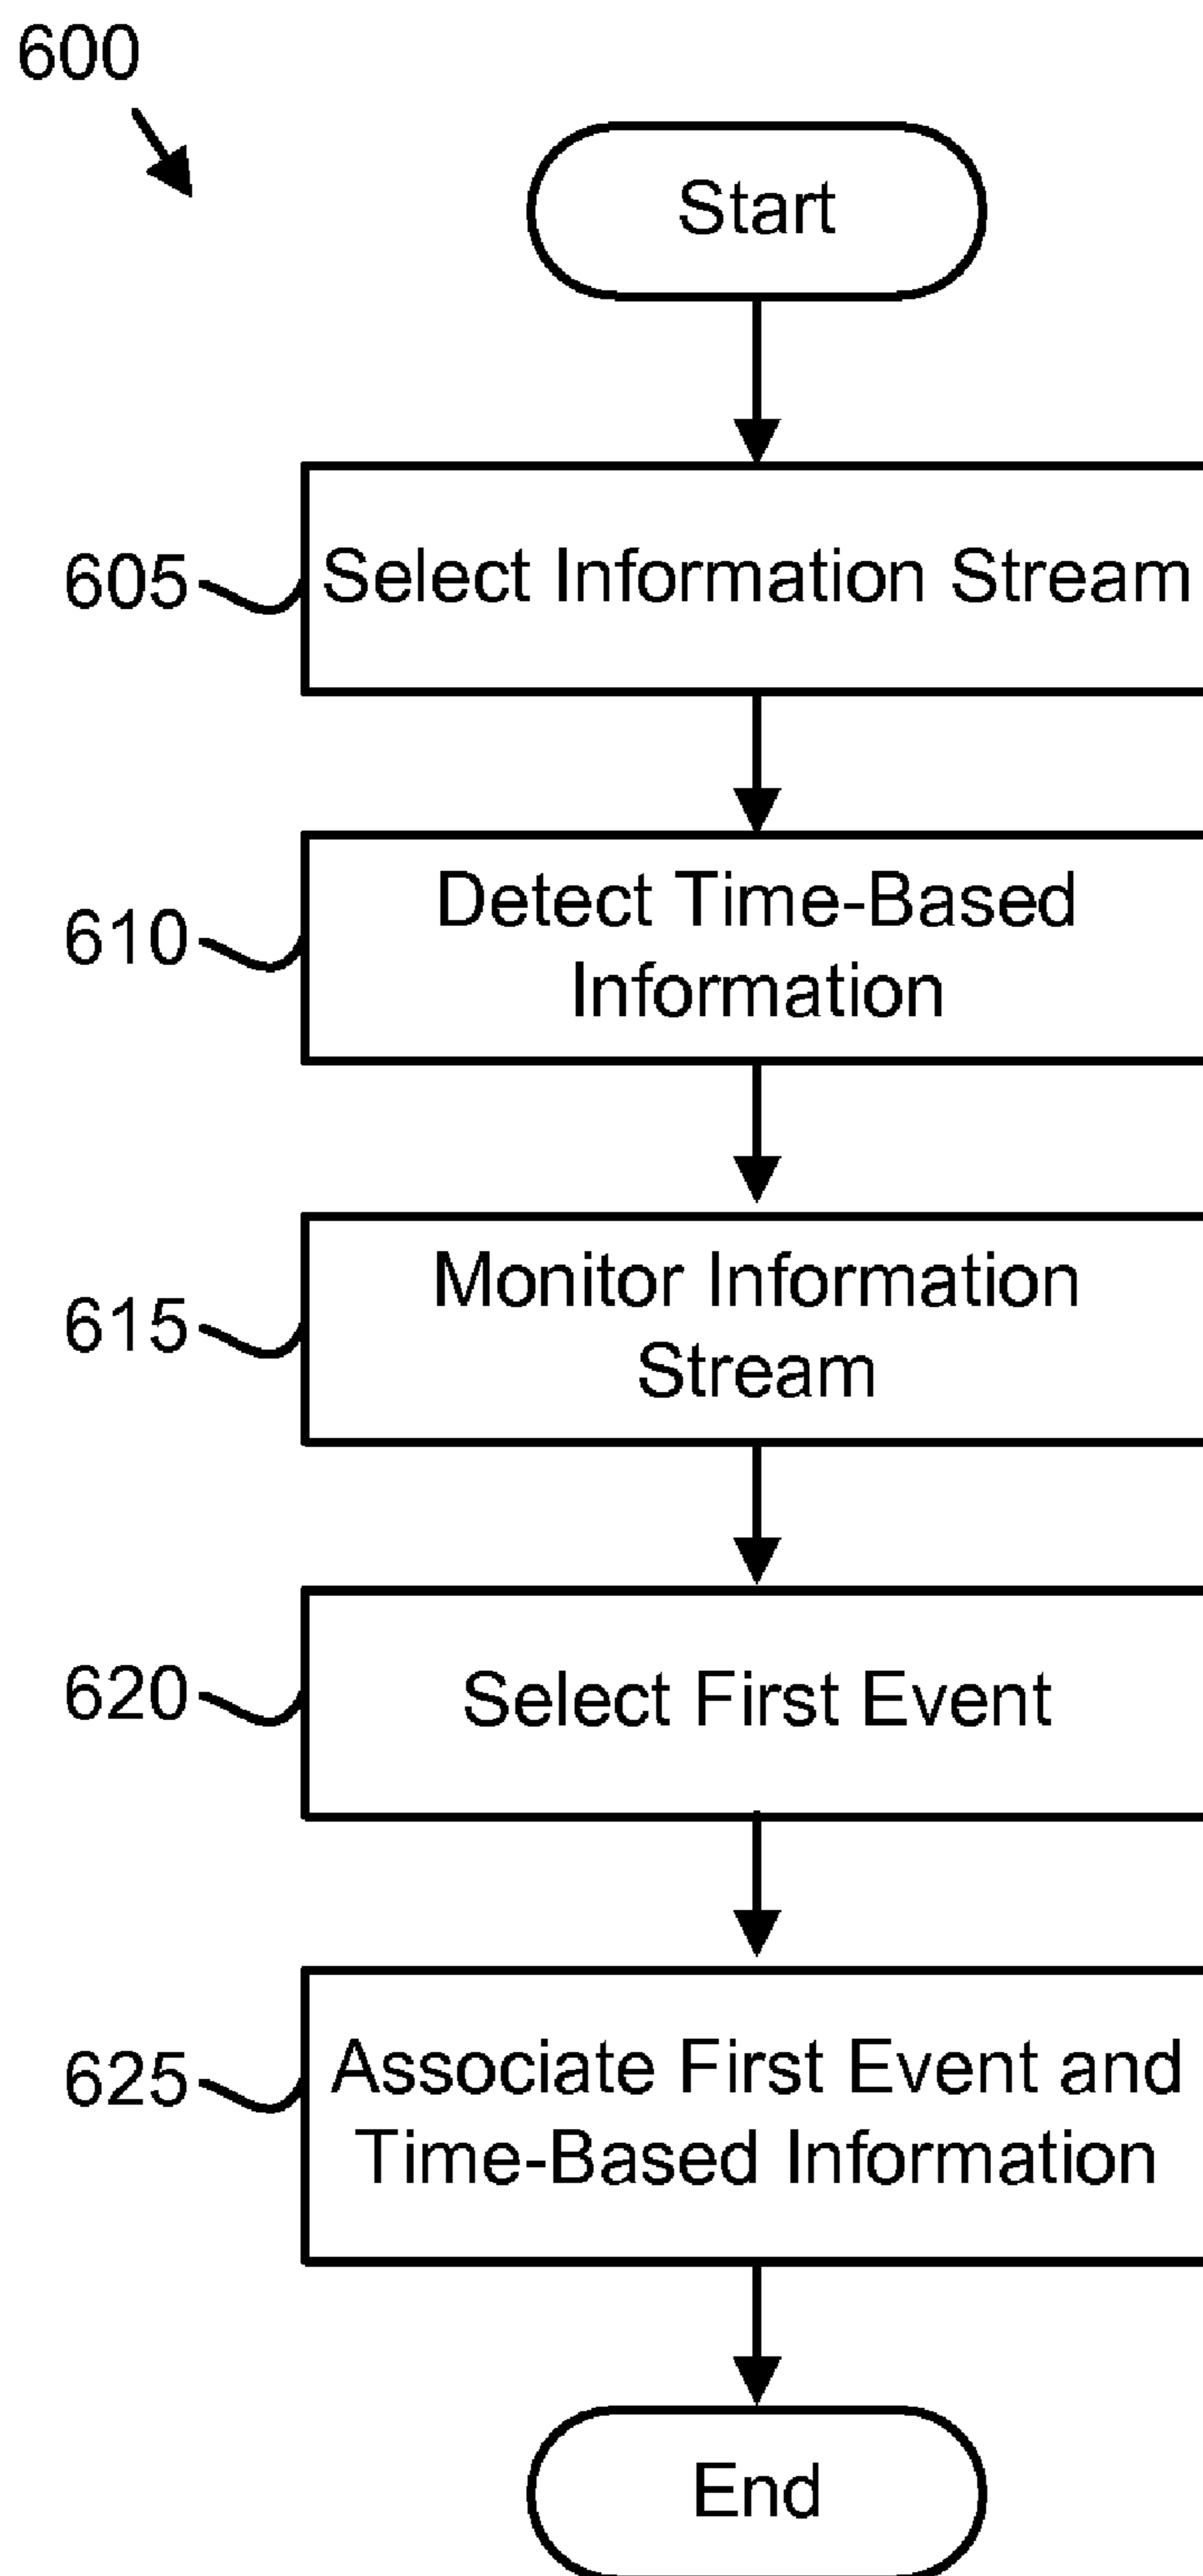 600
Start
605
Select Information Stream
610
Detect Time-Based
Information
615
Monitor Information
Stream
620
Select First Event
625
Associate First Event and
Time-Based Information
End